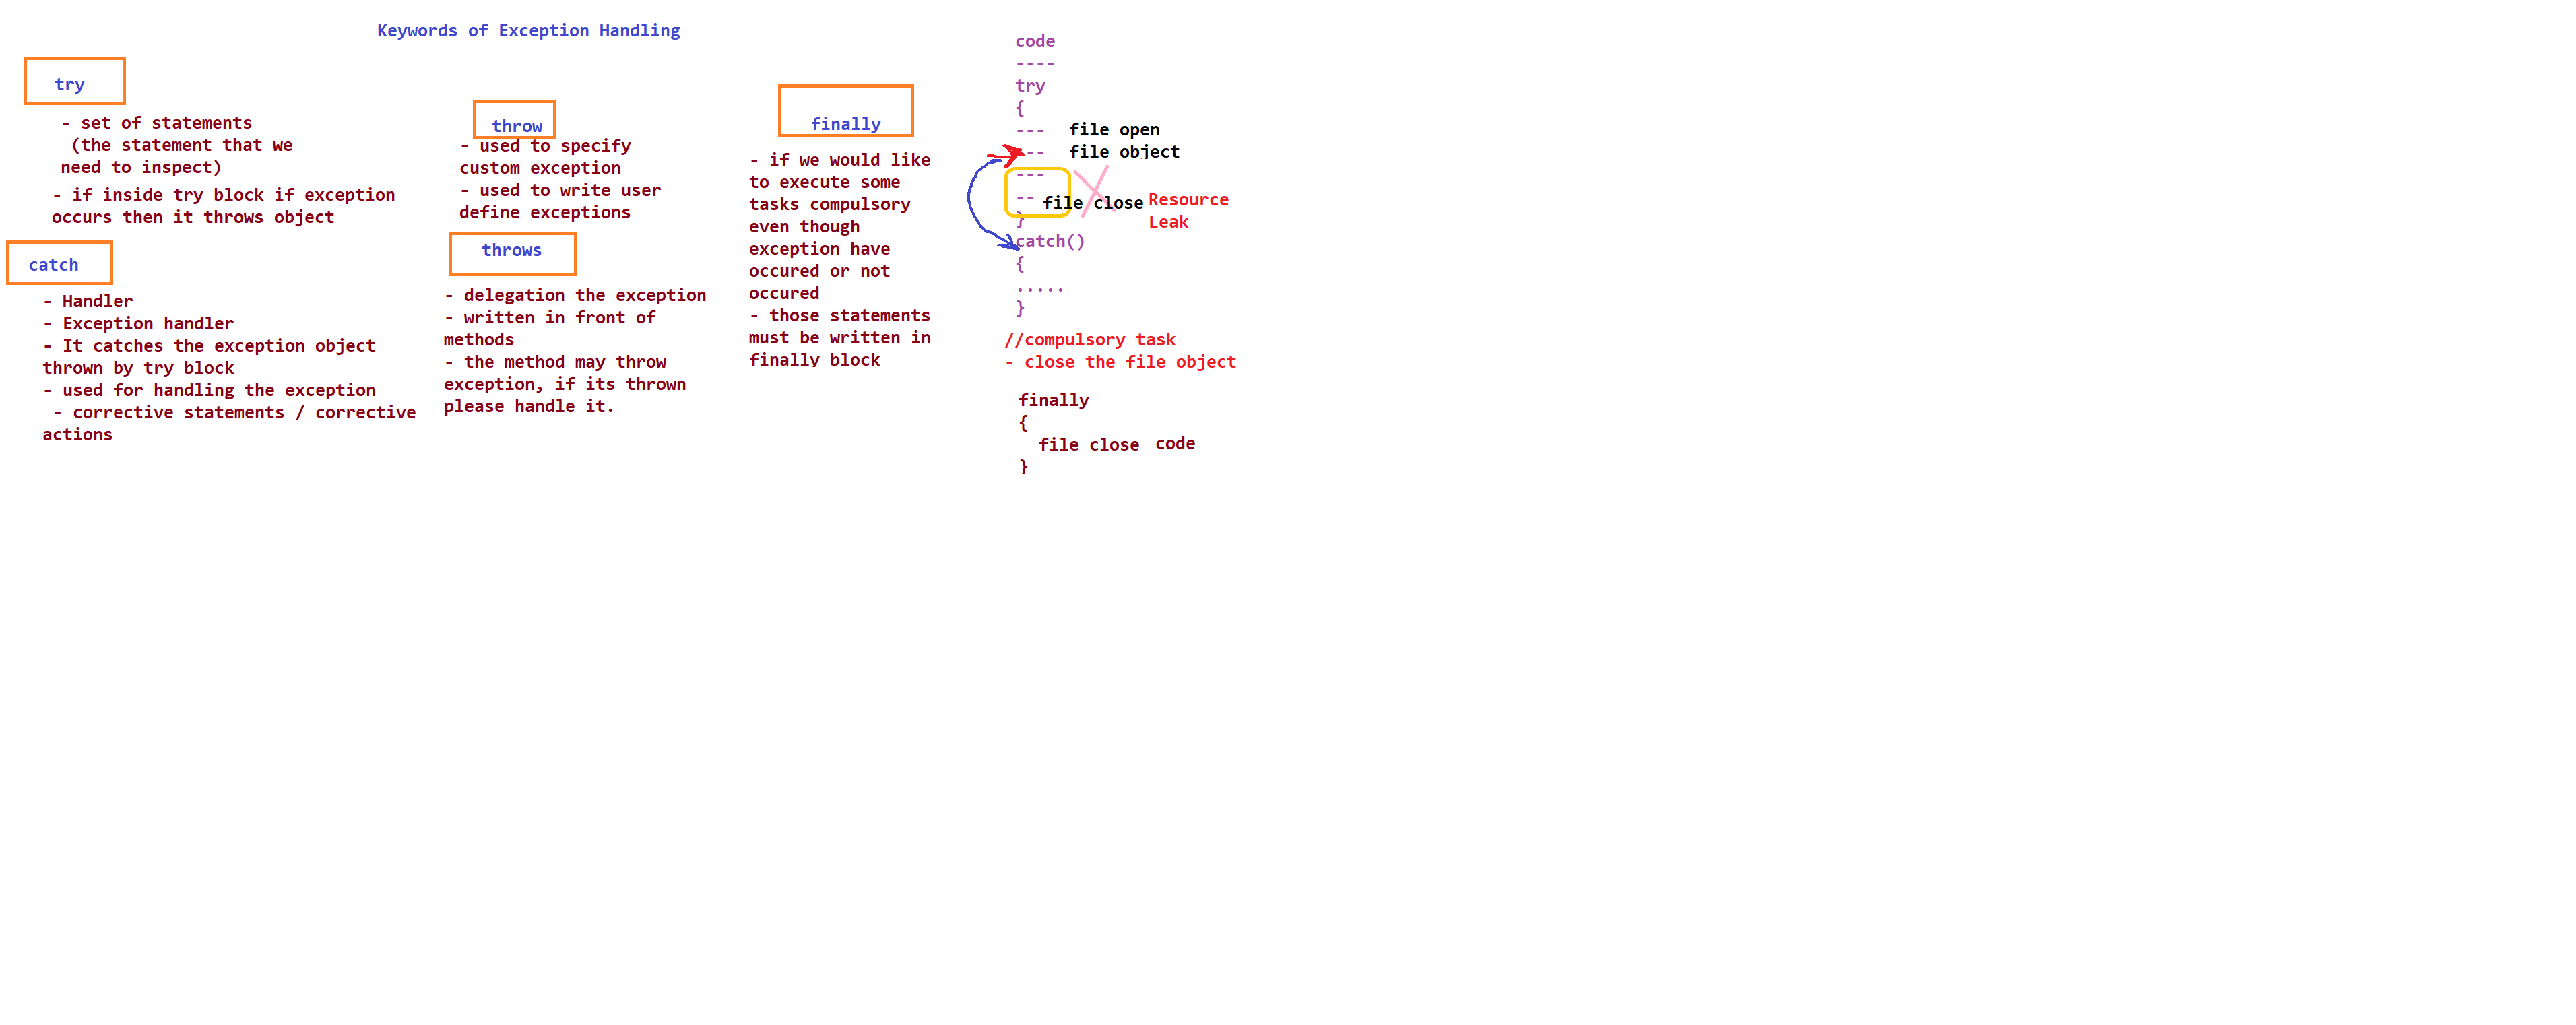 Keywords of Exception Handling
try
- set of statements
(the statement that we
need to inspect)
- if inside try block if exception
occurs then it throws object
catch
- Handler
- Exception handler
- It catches the exception object
thrown by try block
- used for handling the exception
- corrective statements / corrective
actions
throw
- used to specify
custom exception
- used to write user
define exceptions
throws
- delegation the exception
- written in front of
methods
- the method may throw
exception, if its thrown
please handle it.
finally
- if we would like
to execute some
tasks compulsory
even though
exception have
occured or not
occured
- those statements
must be written in
finally block
code
----
try
{
--- file open
--- file object
---
-- file close Resource
Leak
}
catch()
{
.....
}
//compulsory task
- close the file object
finally
{
file close code
}